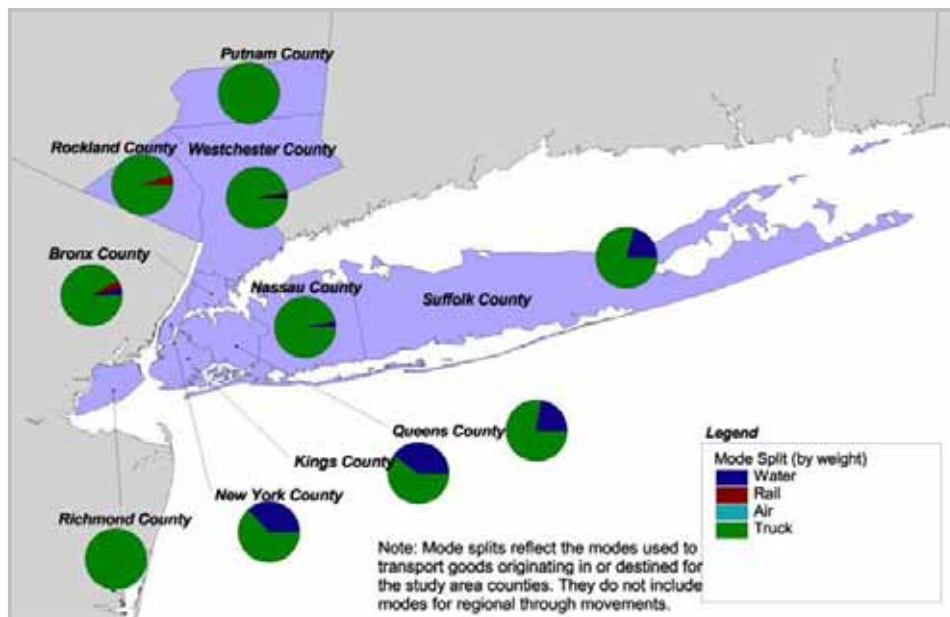 Putnam County
Rockland County
Westchester County
Bronx County
Nassau County
Suffolk County
Queens County
Kings County
New York County
Richmond County
Legend
Mode Split (by weight)
Water
Rail
Air
Truck
Note: Mode splits reflect the modes used to
transport goods originating in or destined for
the study area counties. They do not include
modes for regional through movements.